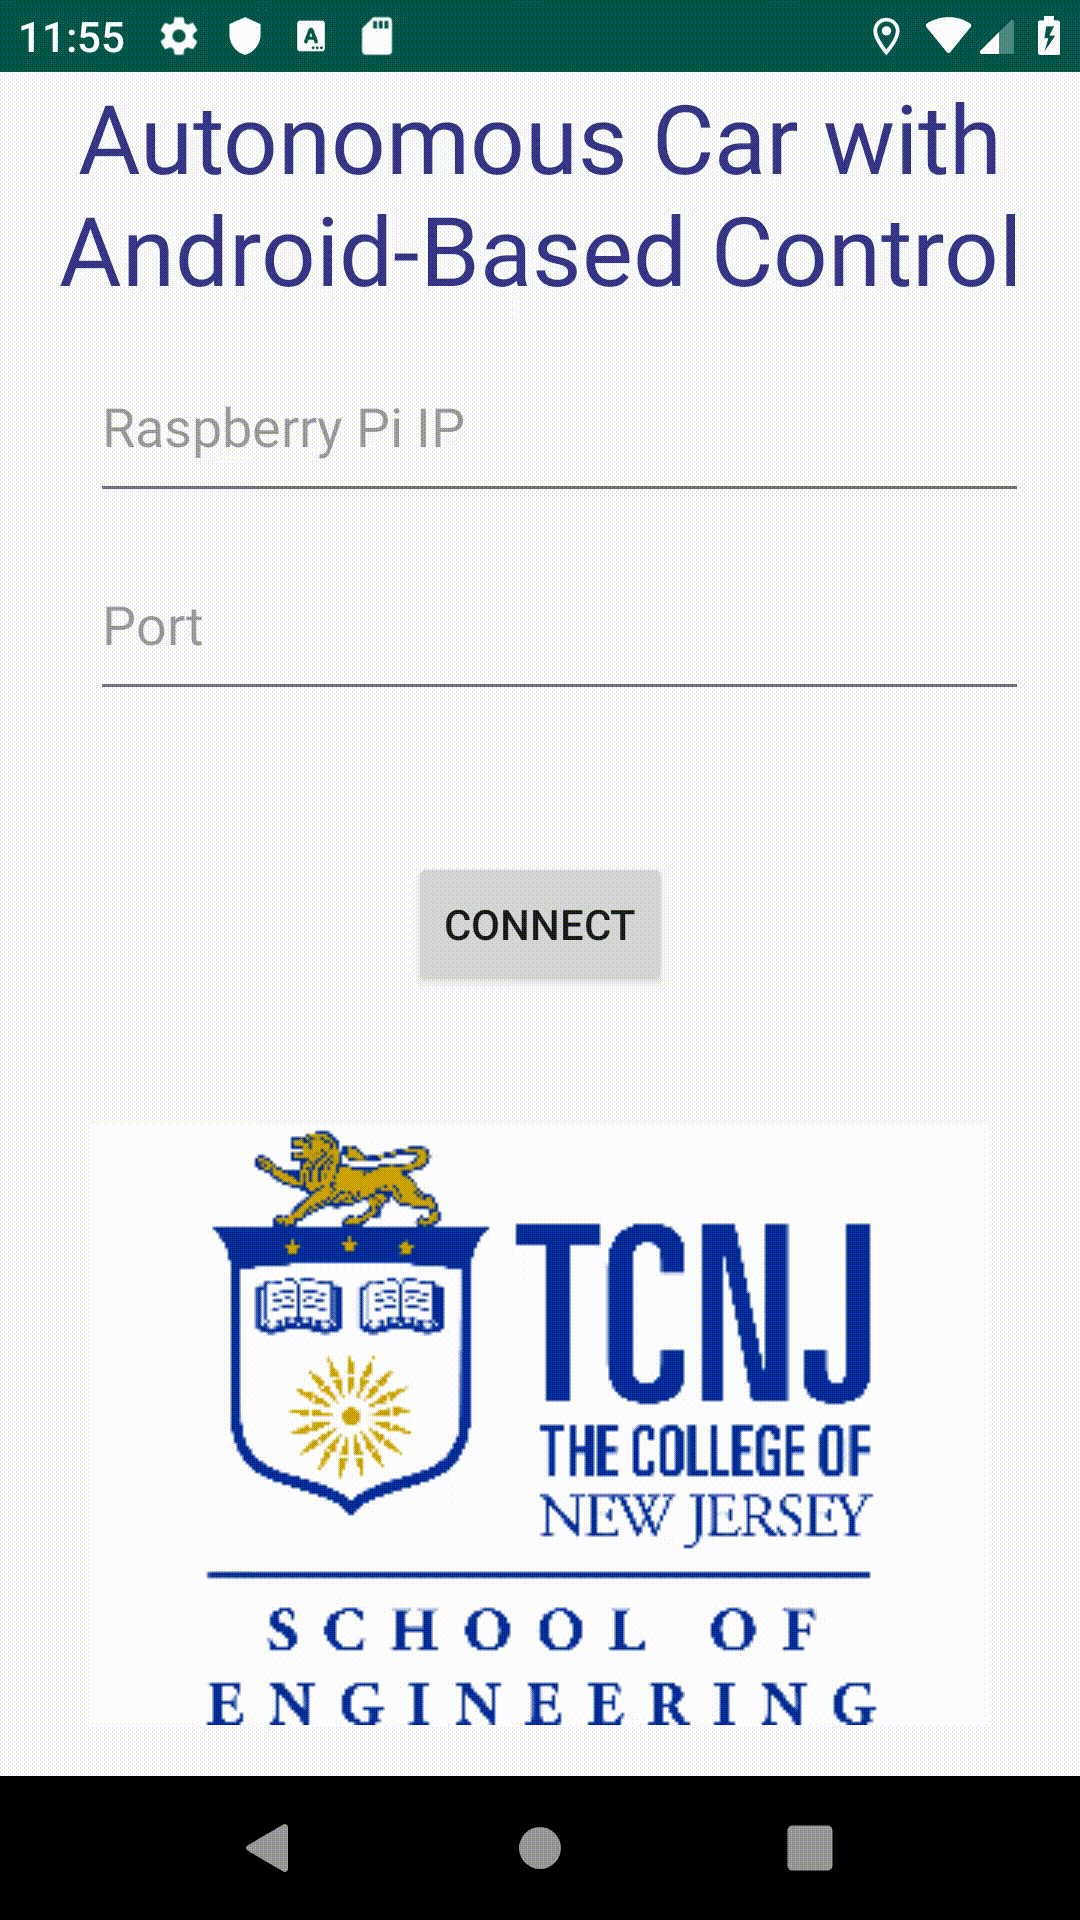 11:55
Autonomous Car with
Android-Based Control
Raspberry Pi IP
Port
CONNECT
TCNJ
THE COLLEGE OF
NEW JERSEY
SCHOOL OF
ENGINEERING